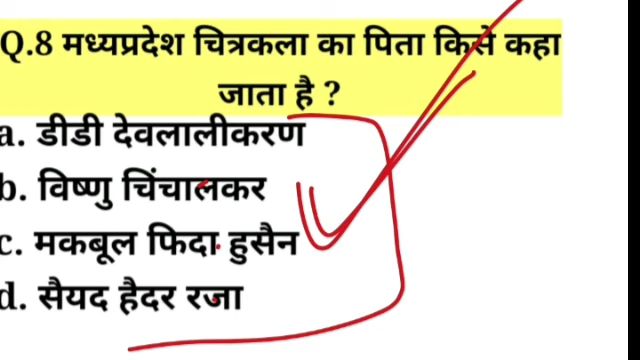 Q.8 मध्यप्रदेश चित्रकला का पिता किसे कहा
जाता है ?
a. डीडी देवलालीकरण
b. विष्णु चिंचालकर
c. मकबूल फिदा हुसैन
d. सैयद हैदर रजा